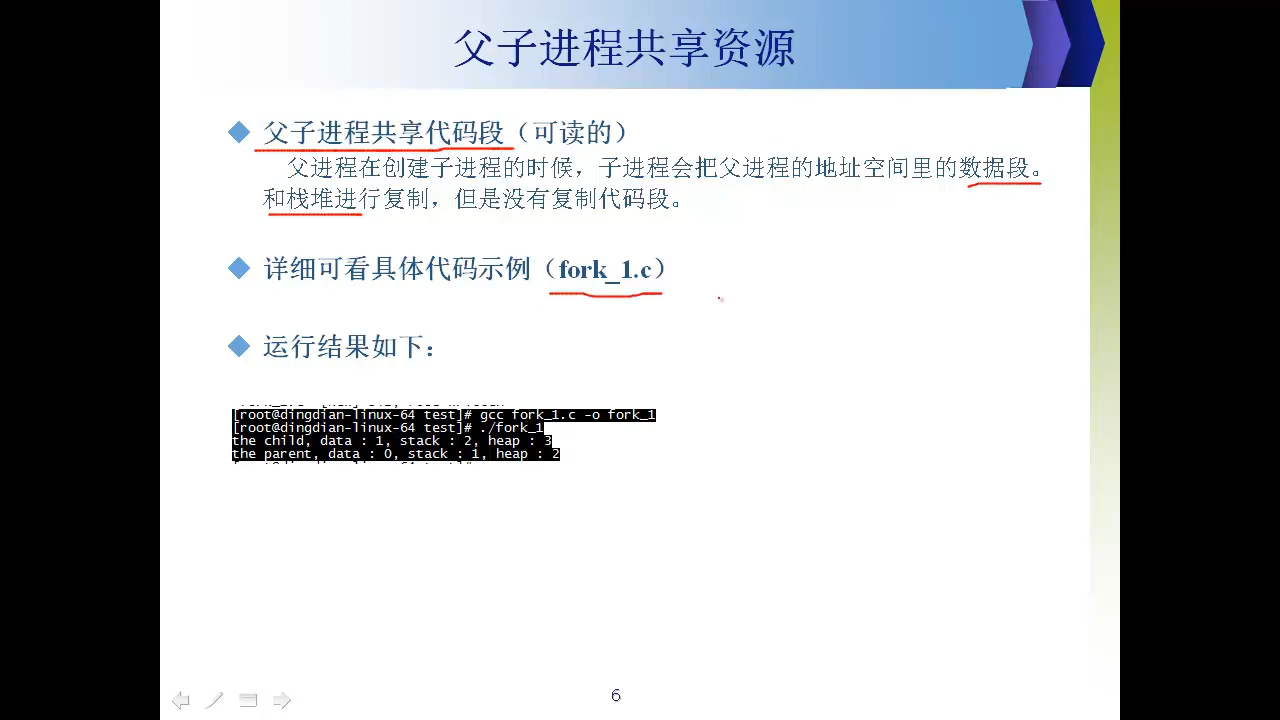 父子进程共享资源
父子进程共享代码段（可读的）
父进程在创建子进程的时候，子进程会把父进程的地址空间里的数据段。
和栈堆进行复制，但是没有复制代码段。
详细可看具体代码示例（fork_1.c）
运行结果如下：
[root@dingdian-linux-64 test]# gcc fork_1.c -o fork_1
[root@dingdian-linux-64 test]# ./fork_1
the child, data : 1, stack : 2, heap : 3
the parent, data : 0, stack : 1, heap : 2
6